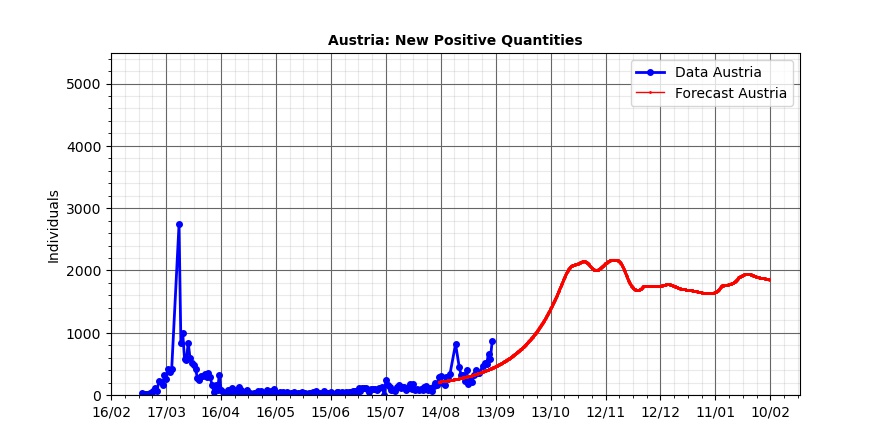 Austria: New Positive Quantities
Data Austria
Forecast Austria
Individuals
5000
4000
3000
2000
1000
0
16/02 17/03 16/04 16/05 15/06 15/07 14/08 13/09 13/10 12/11 12/12 11/01 10/02